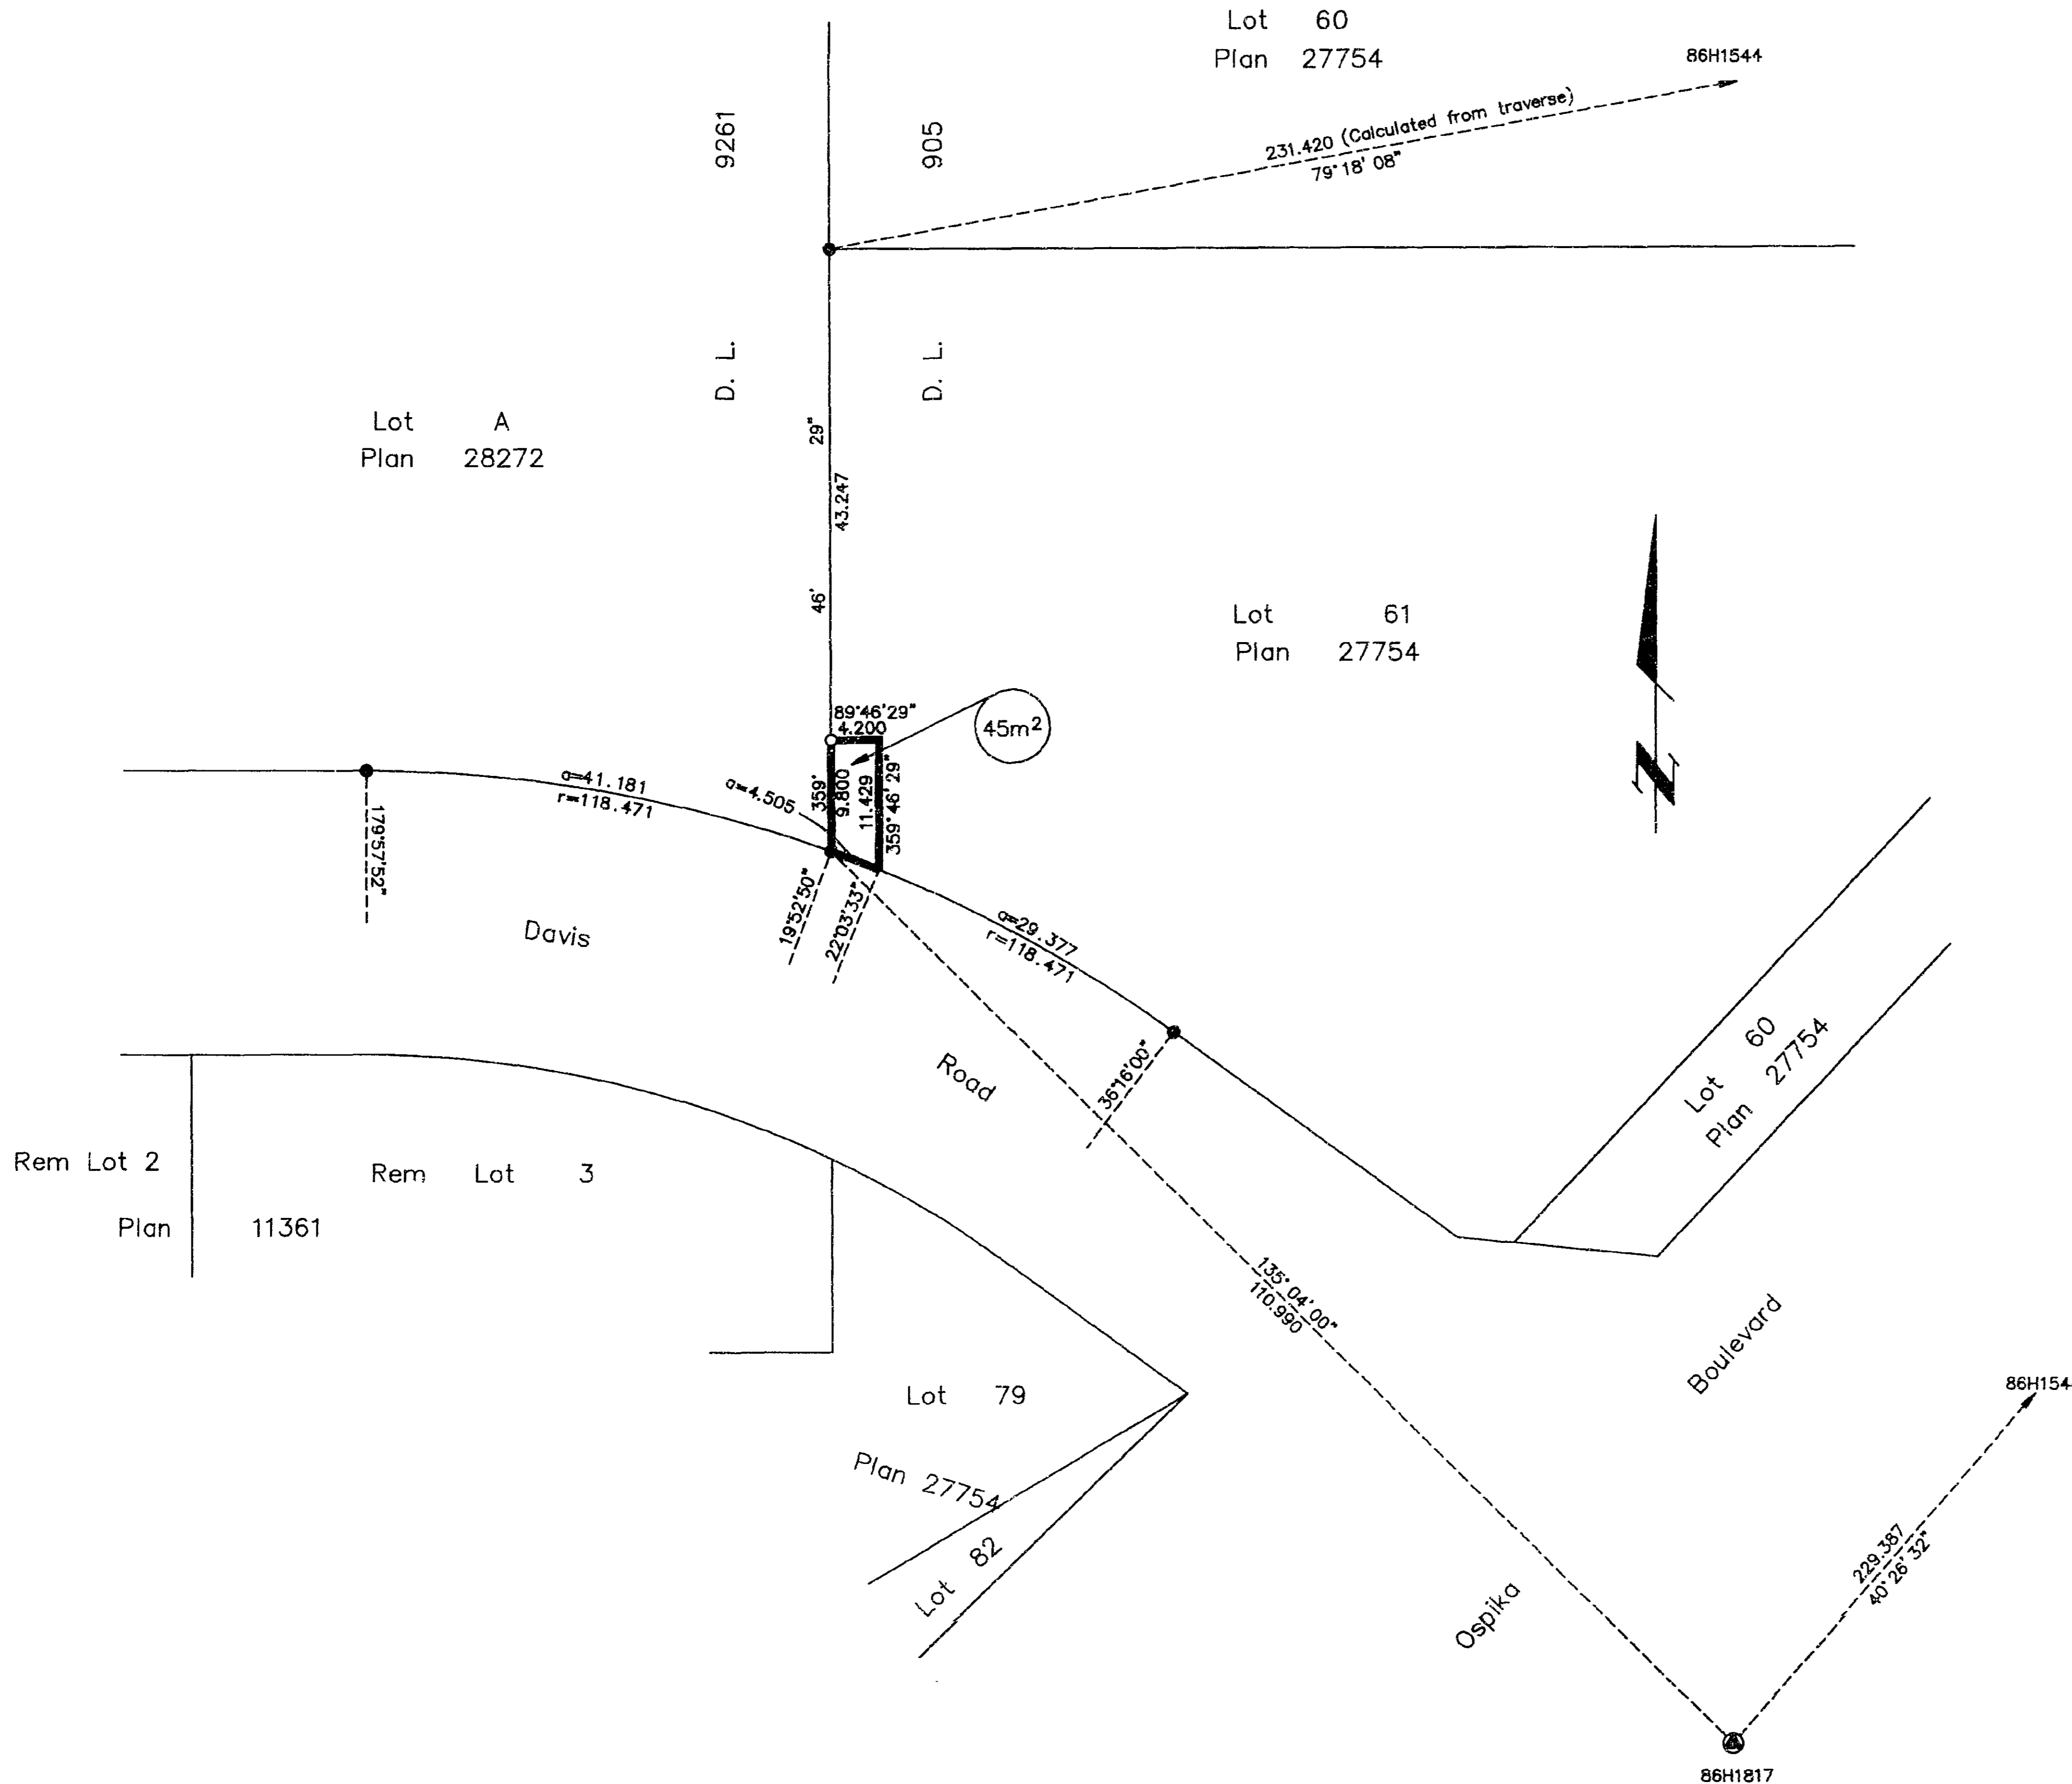 Lot 60
Plan 27754
86H1544
231.420 (Calculated from traverse)
79°18'08"
9261
905
D. L.
D. L.
Lot A
Plan 28272
29"
43.247
46'
Lot 61
Plan 27754
N
89°46'29"
4.200
45m²
359°
9.800
11.429
359°46'29"
a=41.181
r=118.471
a=4.505
179°57'52"
19°52'50"
22°03'33"
Davis
a=29.377
r=118.471
Road
36°16'00"
Lot 60
Plan 27754
Rem Lot 2
Rem Lot 3
Plan 11361
135°04'00"
110.990
Boulevard
Lot 79
Plan 27754
Lot 82
86H154
229.387
40°26'32"
Ospika
86H1817